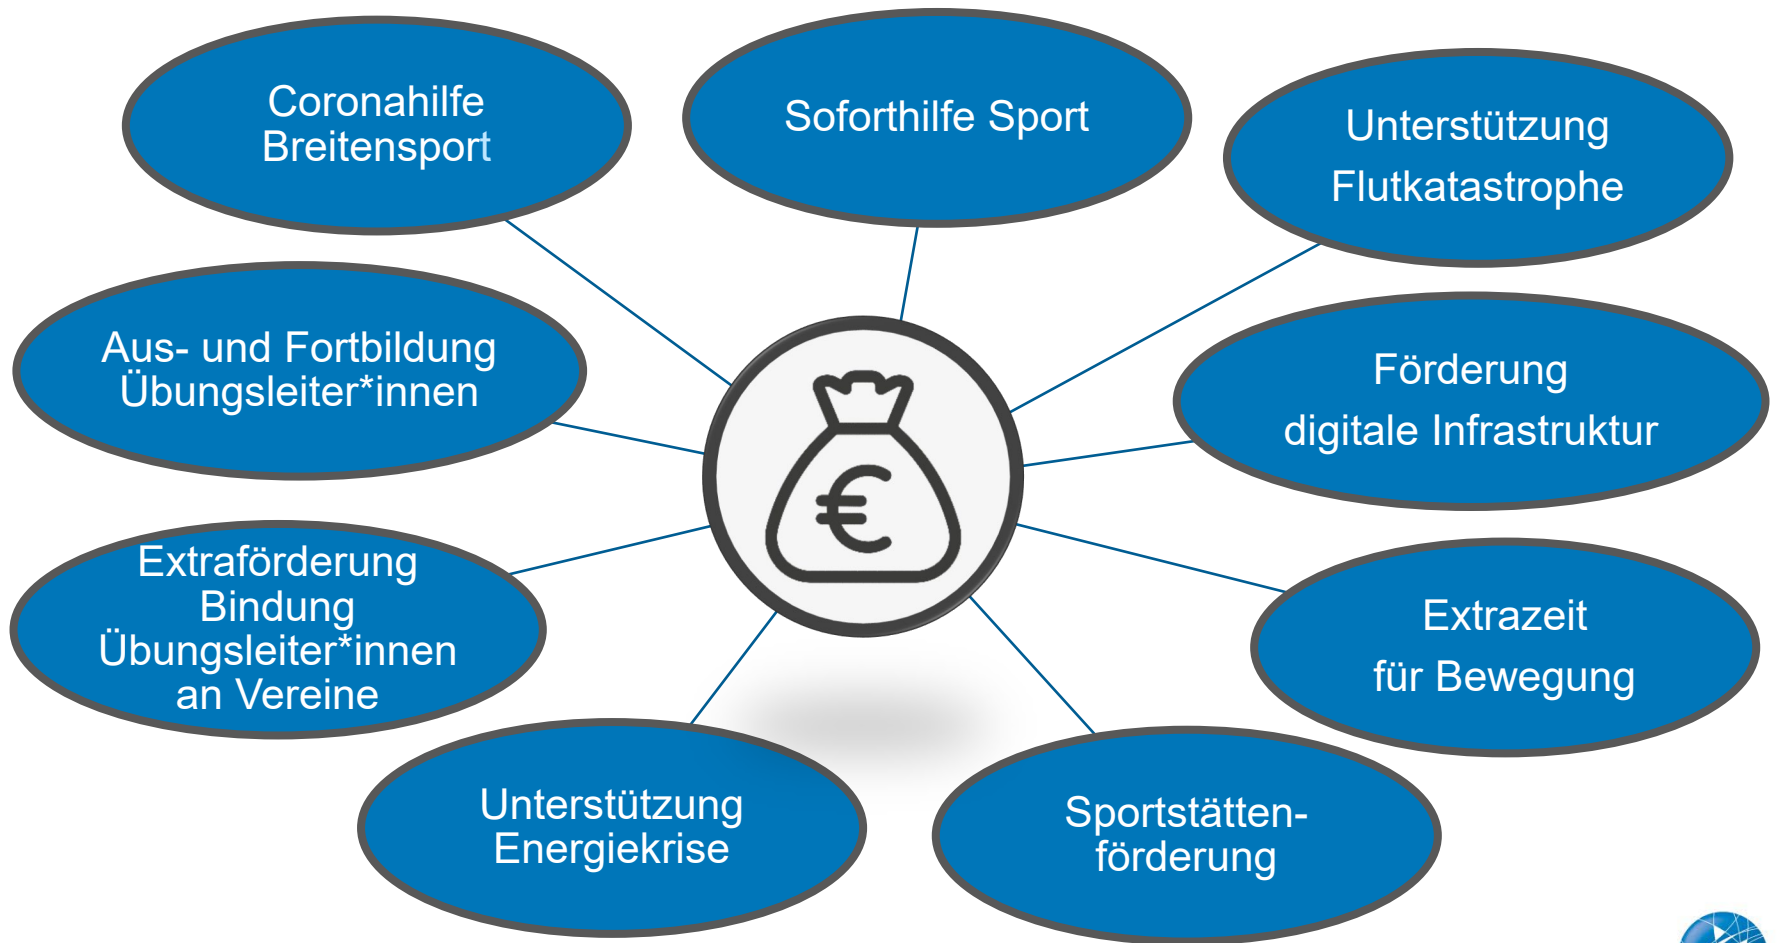 Coronahilfe
Breitensport
Soforthilfe Sport
Unterstützung
Flutkatastrophe
Aus- und Fortbildung
Übungsleiter*innen
Förderung
digitale Infrastruktur
€
Extraförderung
Bindung
Übungsleiter*innen
an Vereine
Extrazeit
für Bewegung
Unterstützung
Energiekrise
Sportstätten-
förderung